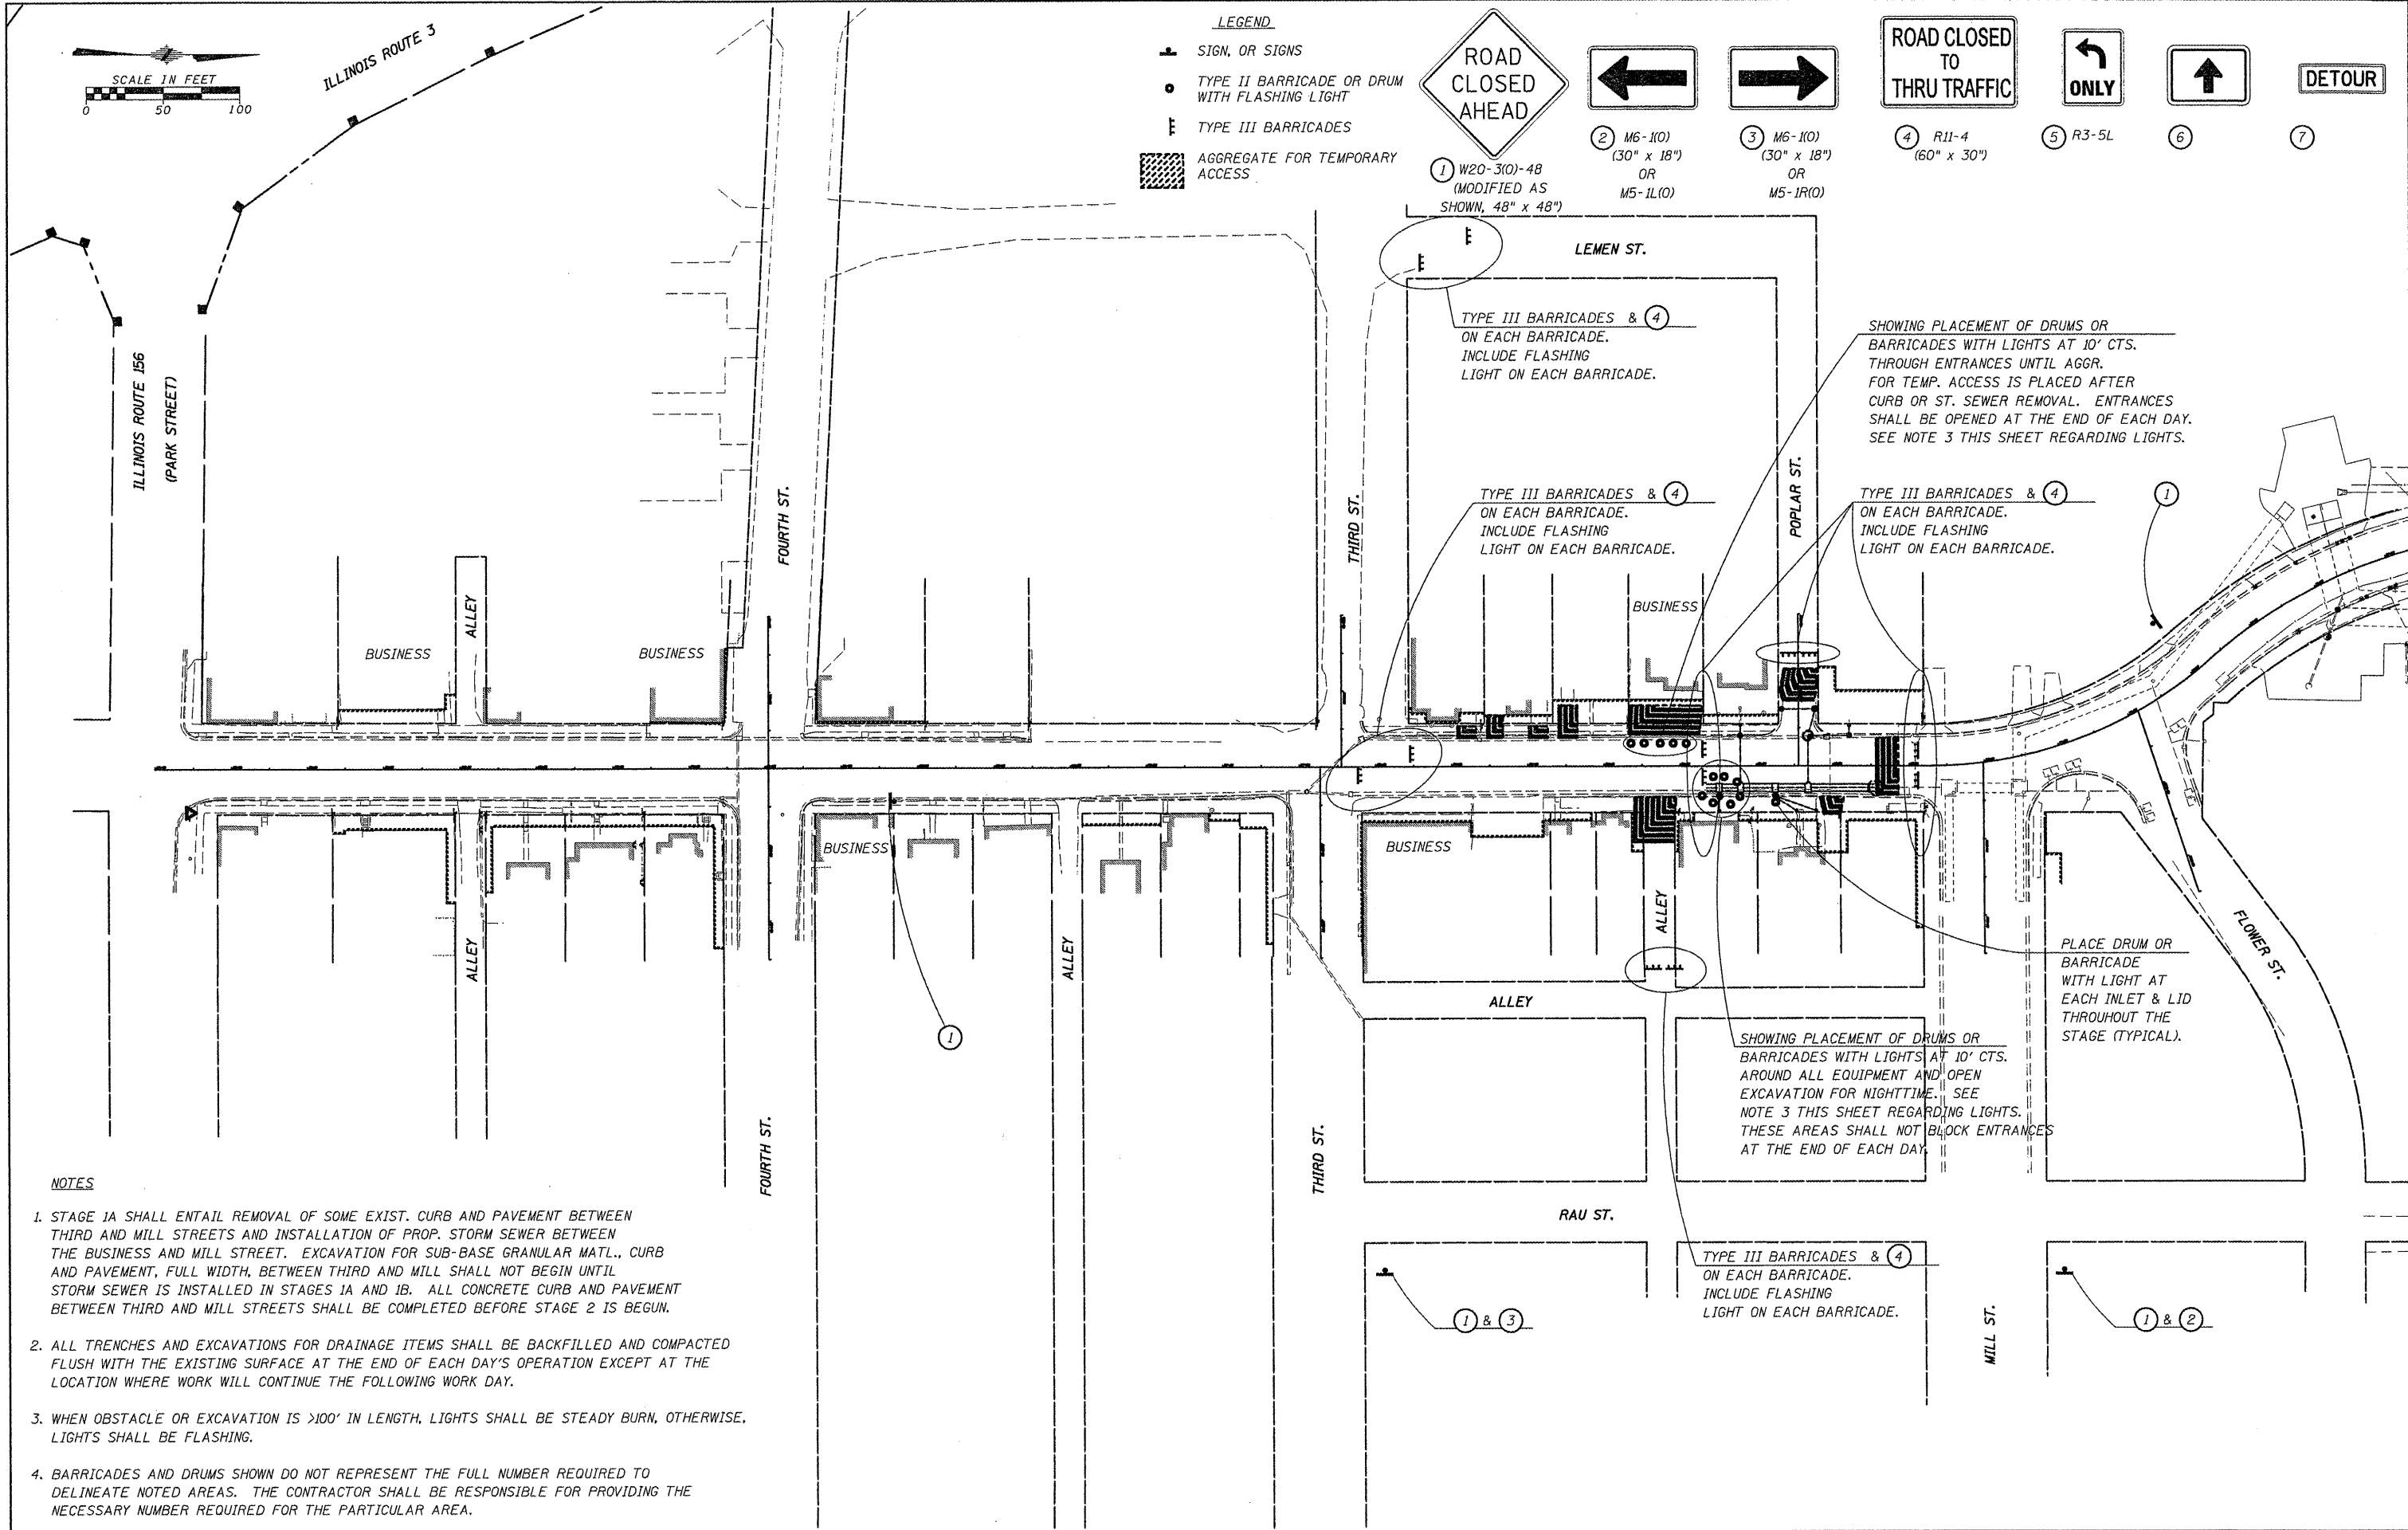 ILLINOIS ROUTE 3
SCALE IN FEET
0 50 100
LEGEND
SIGN, OR SIGNS
TYPE II BARRICADE OR DRUM
WITH FLASHING LIGHT
TYPE III BARRICADES
AGGREGATE FOR TEMPORARY
ACCESS
ROAD
CLOSED
AHEAD
1 W20-3(O)-48
(MODIFIED AS
SHOWN, 48" x 48")
2 M6-1(O)
(30" x 18")
OR
M5-1L(O)
3 M6-1(O)
(30" x 18")
OR
M5-1R(O)
ROAD CLOSED
TO
THRU TRAFFIC
4 R11-4
(60" x 30")
ONLY
5 R3-5L
6
DETOUR
7
LEMEN ST.
TYPE III BARRICADES & 4
ON EACH BARRICADE.
INCLUDE FLASHING
LIGHT ON EACH BARRICADE.
SHOWING PLACEMENT OF DRUMS OR
BARRICADES WITH LIGHTS AT 10' CTS.
THROUGH ENTRANCES UNTIL AGGR.
FOR TEMP. ACCESS IS PLACED AFTER
CURB OR ST. SEWER REMOVAL. ENTRANCES
SHALL BE OPENED AT THE END OF EACH DAY.
SEE NOTE 3 THIS SHEET REGARDING LIGHTS.
ILLINOIS ROUTE 156
(PARK STREET)
FOURTH ST.
THIRD ST.
POPLAR ST.
TYPE III BARRICADES & 4
ON EACH BARRICADE.
INCLUDE FLASHING
LIGHT ON EACH BARRICADE.
TYPE III BARRICADES & 4
ON EACH BARRICADE.
INCLUDE FLASHING
LIGHT ON EACH BARRICADE.
1
BUSINESS
ALLEY
BUSINESS
BUSINESS
BUSINESS
BUSINESS
ALLEY
ALLEY
ALLEY
ALLEY
1
FLOWER ST.
PLACE DRUM OR
BARRICADE
WITH LIGHT AT
EACH INLET & LID
THROUHOUT THE
STAGE (TYPICAL).
SHOWING PLACEMENT OF DRUMS OR
BARRICADES WITH LIGHTS AT 10' CTS.
AROUND ALL EQUIPMENT AND OPEN
EXCAVATION FOR NIGHTTIME. SEE
NOTE 3 THIS SHEET REGARDING LIGHTS.
THESE AREAS SHALL NOT BLOCK ENTRANCES
AT THE END OF EACH DAY.
FOURTH ST.
THIRD ST.
RAU ST.
MILL ST.
TYPE III BARRICADES & 4
ON EACH BARRICADE.
INCLUDE FLASHING
LIGHT ON EACH BARRICADE.
1 & 3
1 & 2
NOTES
1. STAGE 1A SHALL ENTAIL REMOVAL OF SOME EXIST. CURB AND PAVEMENT BETWEEN
THIRD AND MILL STREETS AND INSTALLATION OF PROP. STORM SEWER BETWEEN
THE BUSINESS AND MILL STREET. EXCAVATION FOR SUB-BASE GRANULAR MATL., CURB
AND PAVEMENT, FULL WIDTH, BETWEEN THIRD AND MILL SHALL NOT BEGIN UNTIL
STORM SEWER IS INSTALLED IN STAGES 1A AND 1B. ALL CONCRETE CURB AND PAVEMENT
BETWEEN THIRD AND MILL STREETS SHALL BE COMPLETED BEFORE STAGE 2 IS BEGUN.
2. ALL TRENCHES AND EXCAVATIONS FOR DRAINAGE ITEMS SHALL BE BACKFILLED AND COMPACTED
FLUSH WITH THE EXISTING SURFACE AT THE END OF EACH DAY'S OPERATION EXCEPT AT THE
LOCATION WHERE WORK WILL CONTINUE THE FOLLOWING WORK DAY.
3. WHEN OBSTACLE OR EXCAVATION IS >100' IN LENGTH, LIGHTS SHALL BE STEADY BURN, OTHERWISE,
LIGHTS SHALL BE FLASHING.
4. BARRICADES AND DRUMS SHOWN DO NOT REPRESENT THE FULL NUMBER REQUIRED TO
DELINEATE NOTED AREAS. THE CONTRACTOR SHALL BE RESPONSIBLE FOR PROVIDING THE
NECESSARY NUMBER REQUIRED FOR THE PARTICULAR AREA.